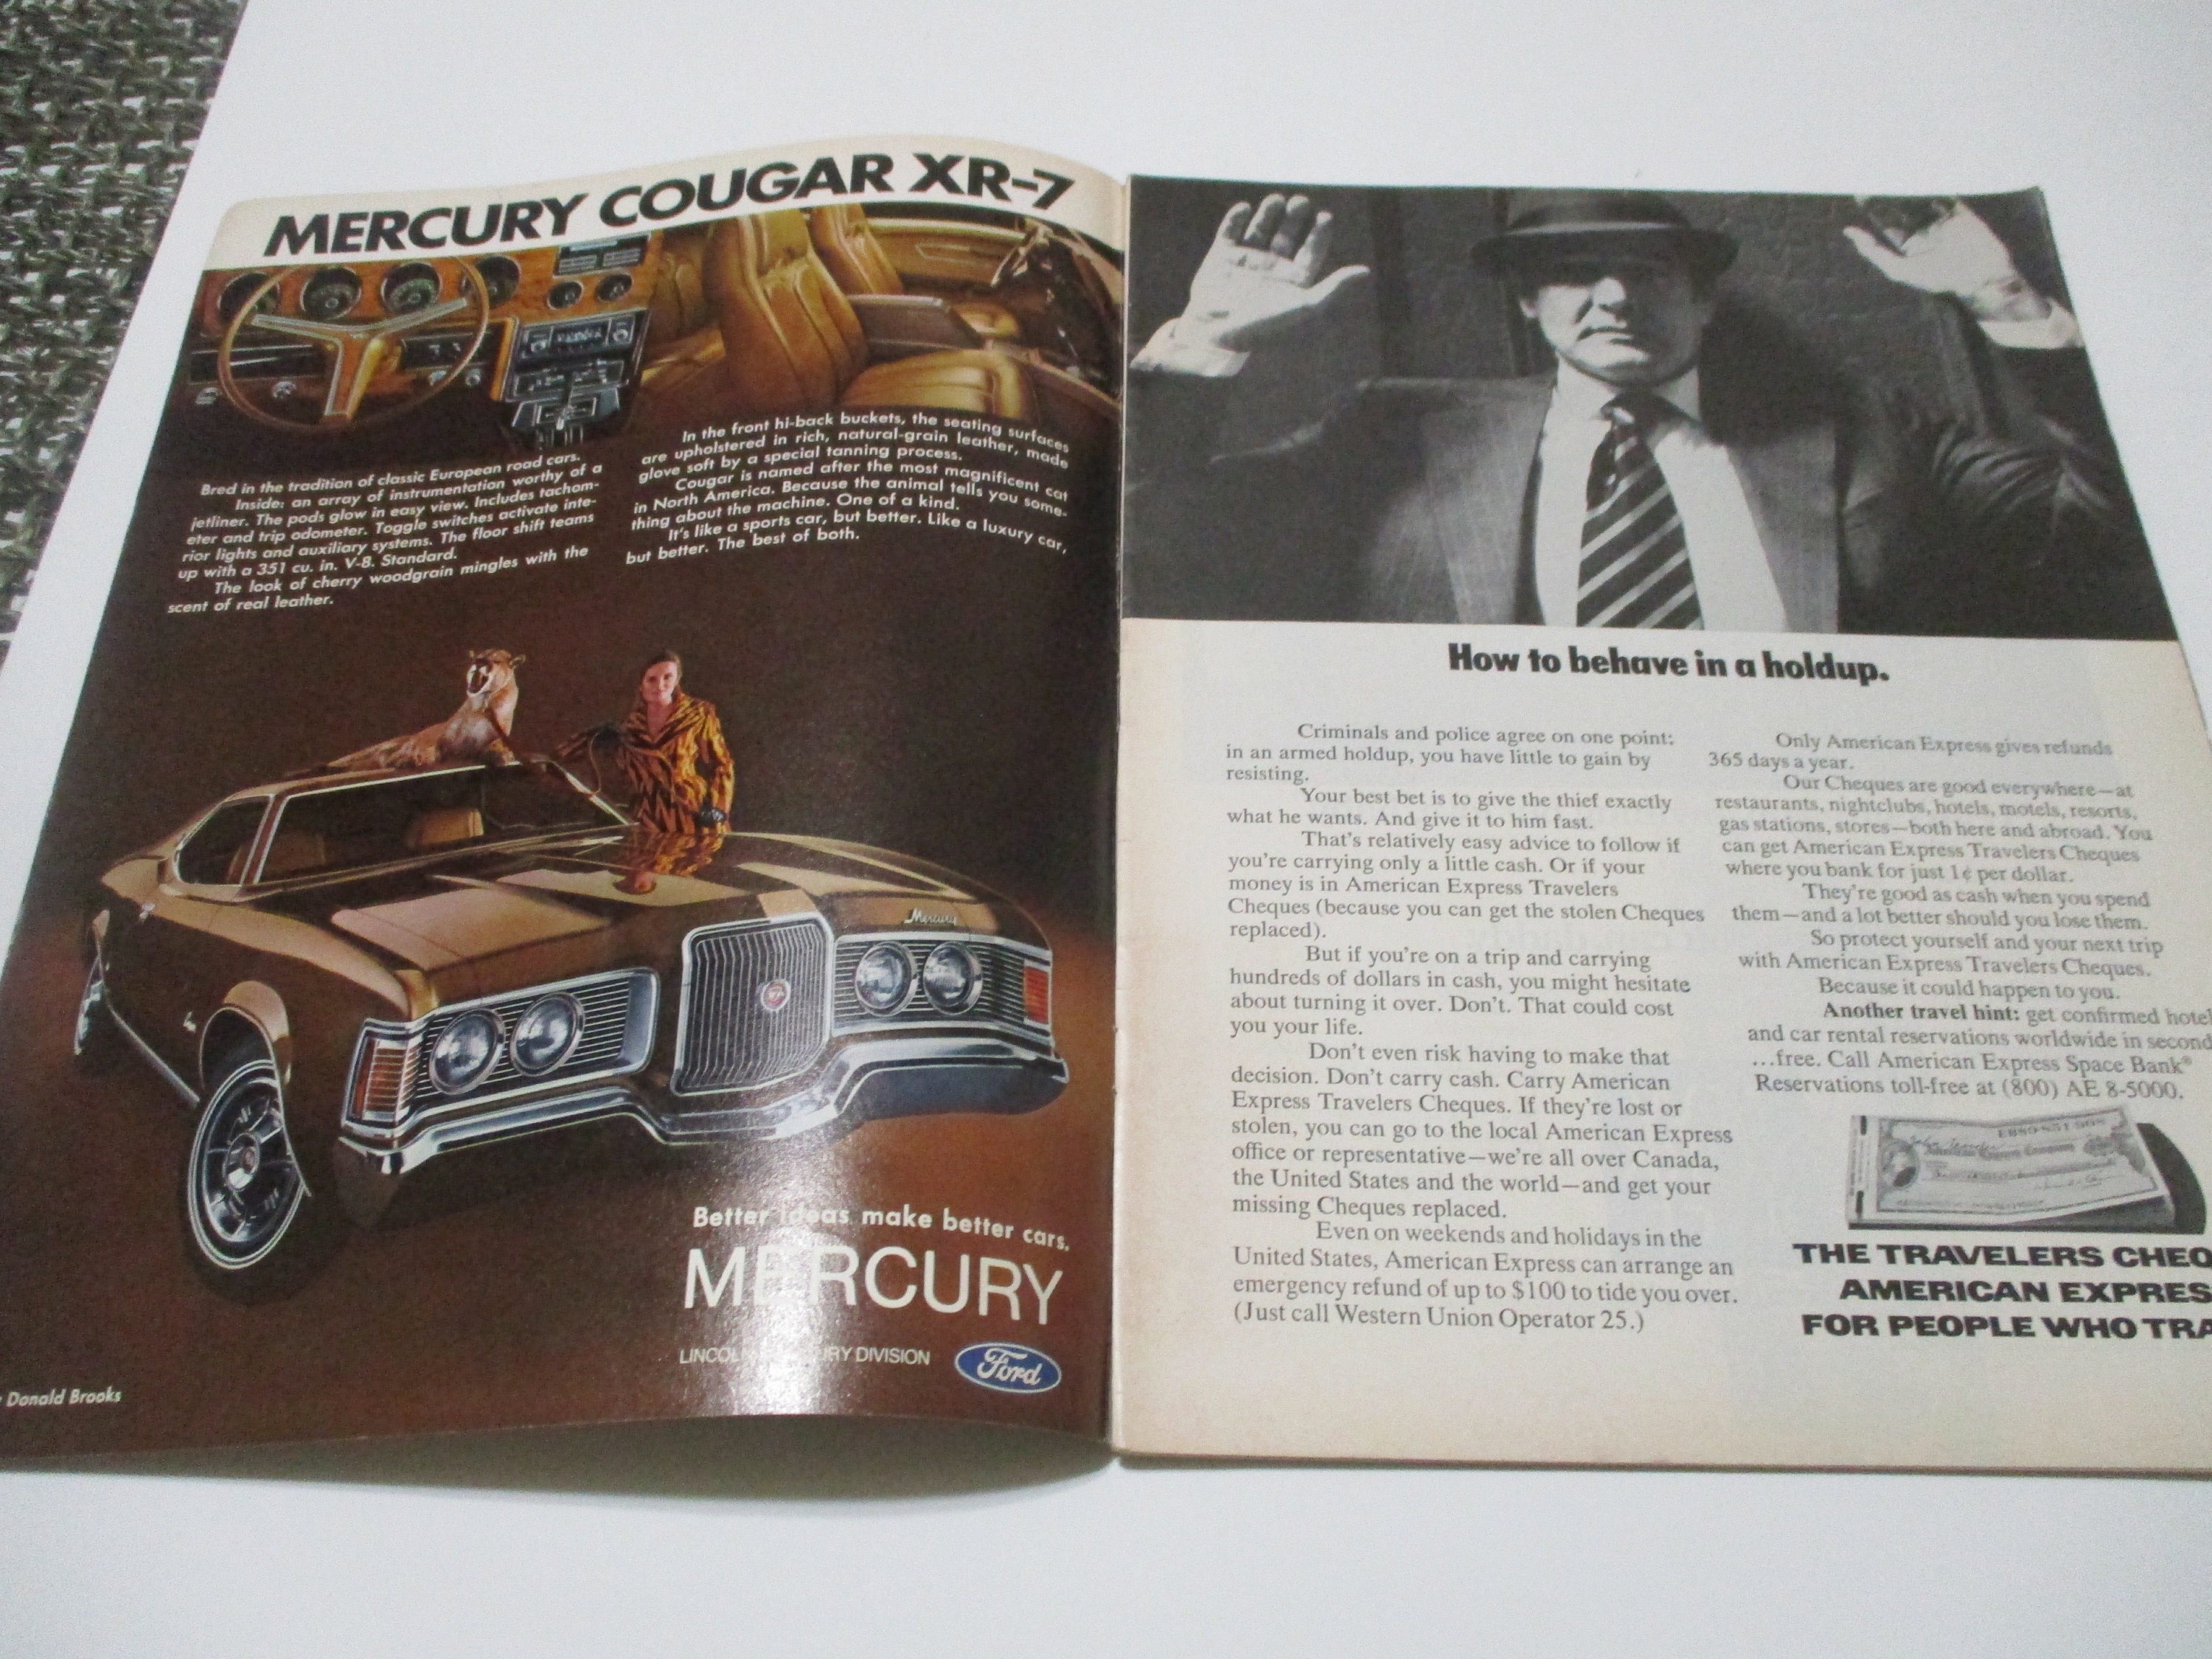 MERCURY COUGAR XR-7
Bred in the tradition of classic European road cars.
Inside: an array of instrumentation worthy of a
jetliner. The pods glow in easy view. Includes tachom-
eter and trip odometer. Toggle switches activate inte-
rior lights and auxiliary systems. The floor shift teams
up with a 351 cu. in. V-8. Standard.
The look of cherry woodgrain mingles with the
scent of real leather.
In the front hi-back buckets, the seating surfaces
are upholstered in rich, natural-grain leather, made
glove soft by a special tanning process.
Cougar is named after the most magnificent cat
in North America. Because the animal tells you some-
thing about the machine. One of a kind.
It's like a sports car, but better. Like a luxury car,
but better. The best of both.
Mercury
Better ideas make better cars.
MERCURY
LINCOLN MERCURY DIVISION
Ford
Donald Brooks
How to behave in a holdup.
Criminals and police agree on one point:
in an armed holdup, you have little to gain by
resisting.
Your best bet is to give the thief exactly
what he wants. And give it to him fast.
That's relatively easy advice to follow if
you're carrying only a little cash. Or if your
money is in American Express Travelers
Cheques (because you can get the stolen Cheques
replaced).
But if you're on a trip and carrying
hundreds of dollars in cash, you might hesitate
about turning it over. Don't. That could cost
you your life.
Don't even risk having to make that
decision. Don't carry cash. Carry American
Express Travelers Cheques. If they're lost or
stolen, you can go to the local American Express
office or representative—we're all over Canada,
the United States and the world—and get your
missing Cheques replaced.
Even on weekends and holidays in the
United States, American Express can arrange an
emergency refund of up to $100 to tide you over.
(Just call Western Union Operator 25.)
Only American Express gives refunds
365 days a year.
Our Cheques are good everywhere—at
restaurants, nightclubs, hotels, motels, resorts,
gas stations, stores—both here and abroad. You
can get American Express Travelers Cheques
where you bank for just 1¢ per dollar.
They're good as cash when you spend
them—and a lot better should you lose them.
So protect yourself and your next trip
with American Express Travelers Cheques.
Because it could happen to you.
Another travel hint: get confirmed hotel
and car rental reservations worldwide in second
...free. Call American Express Space Bank®
Reservations toll-free at (800) AE 8-5000.
THE TRAVELERS CHEQ
AMERICAN EXPRES
FOR PEOPLE WHO TRA